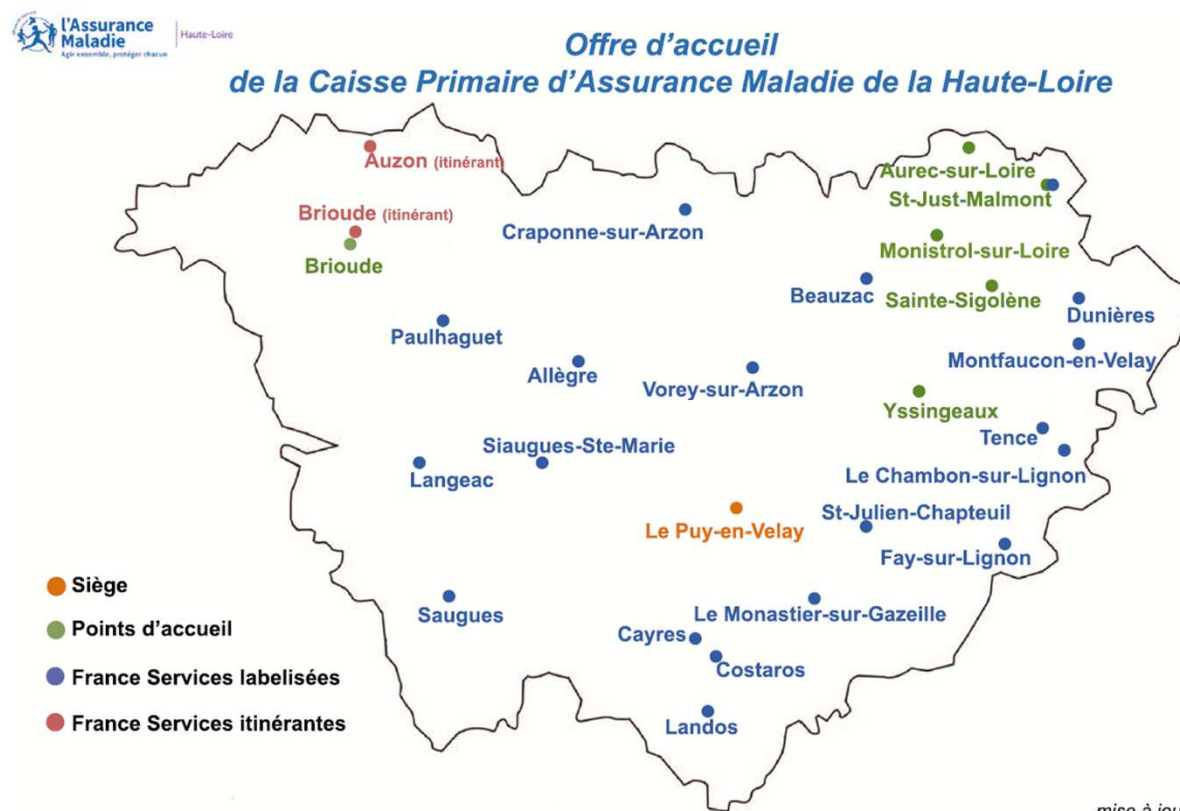 l'Assurance
Maladie
Agir ensemble, protéger chacun
Haute-Loire
Offre d'accueil
de la Caisse Primaire d'Assurance Maladie de la Haute-Loire
Auzon (itinérant)
Aurec-sur-Loire
St-Just-Malmont
Brioude (itinérant)
Craponne-sur-Arzon
Monistrol-sur-Loire
Brioude
Beauzac
Sainte-Sigolène
Dunières
Paulhaguet
Montfaucon-en-Velay
Allègre
Vorey-sur-Arzon
Yssingeaux
Tence
Siaugues-Ste-Marie
Langeac
Le Chambon-sur-Lignon
St-Julien-Chapteuil
Le Puy-en-Velay
Fay-sur-Lignon
Siège
Saugues
Le Monastier-sur-Gazeille
Points d'accueil
Cayres
Costaros
France Services labelisées
France Services itinérantes
Landos
mise à jou